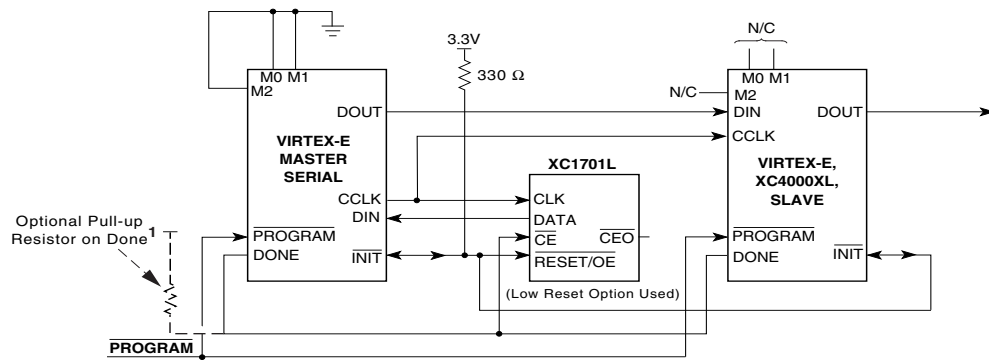 N/C
3.3V
M0 M1
M2
330 Ω
M0 M1
N/C
M2
DOUT
DIN
DOUT
CCLK
VIRTEX-E
MASTER
SERIAL
XC1701L
VIRTEX-E,
XC4000XL,
SLAVE
CCLK
CLK
DIN
DATA
Optional Pull-up
Resistor on Done1
PROGRAM
CE
CEO
PROGRAM
DONE
INIT
RESET/OE
DONE
INIT
(Low Reset Option Used)
PROGRAM